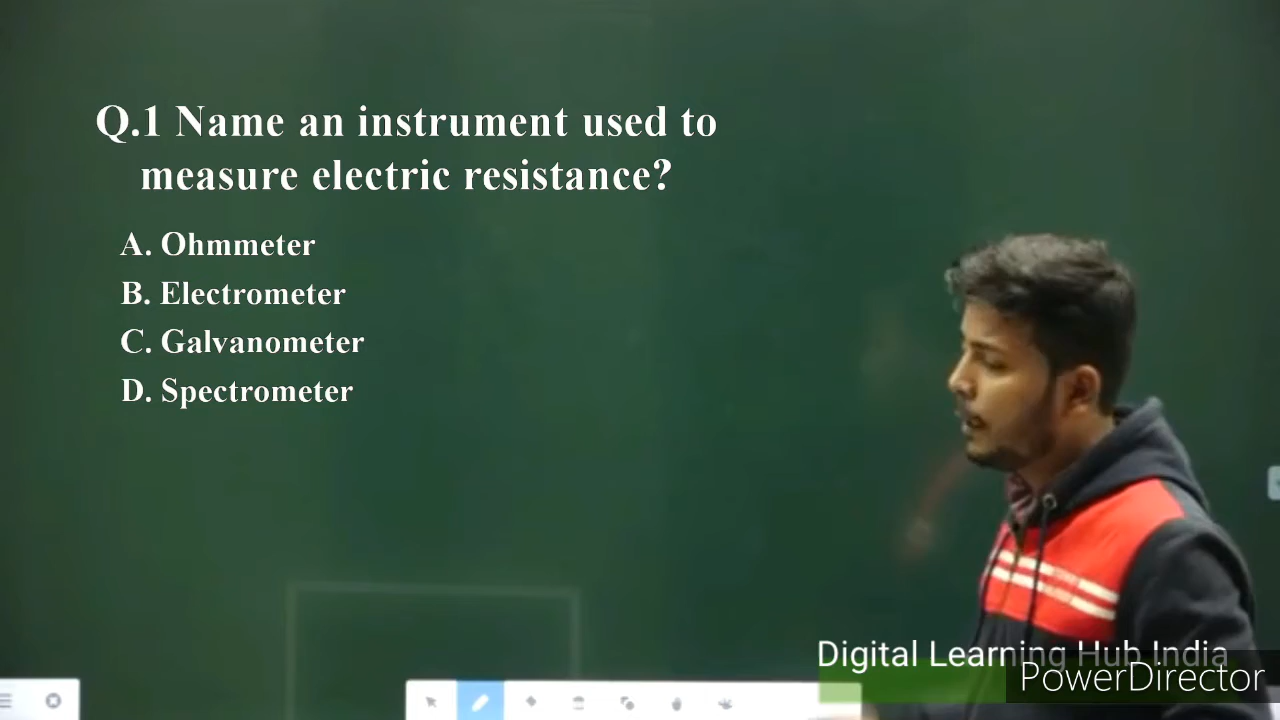 Q.1 Name an instrument used to
measure electric resistance?
A. Ohmmeter
B. Electrometer
C. Galvanometer
D. Spectrometer
Digital Learning Hub India
PowerDirector